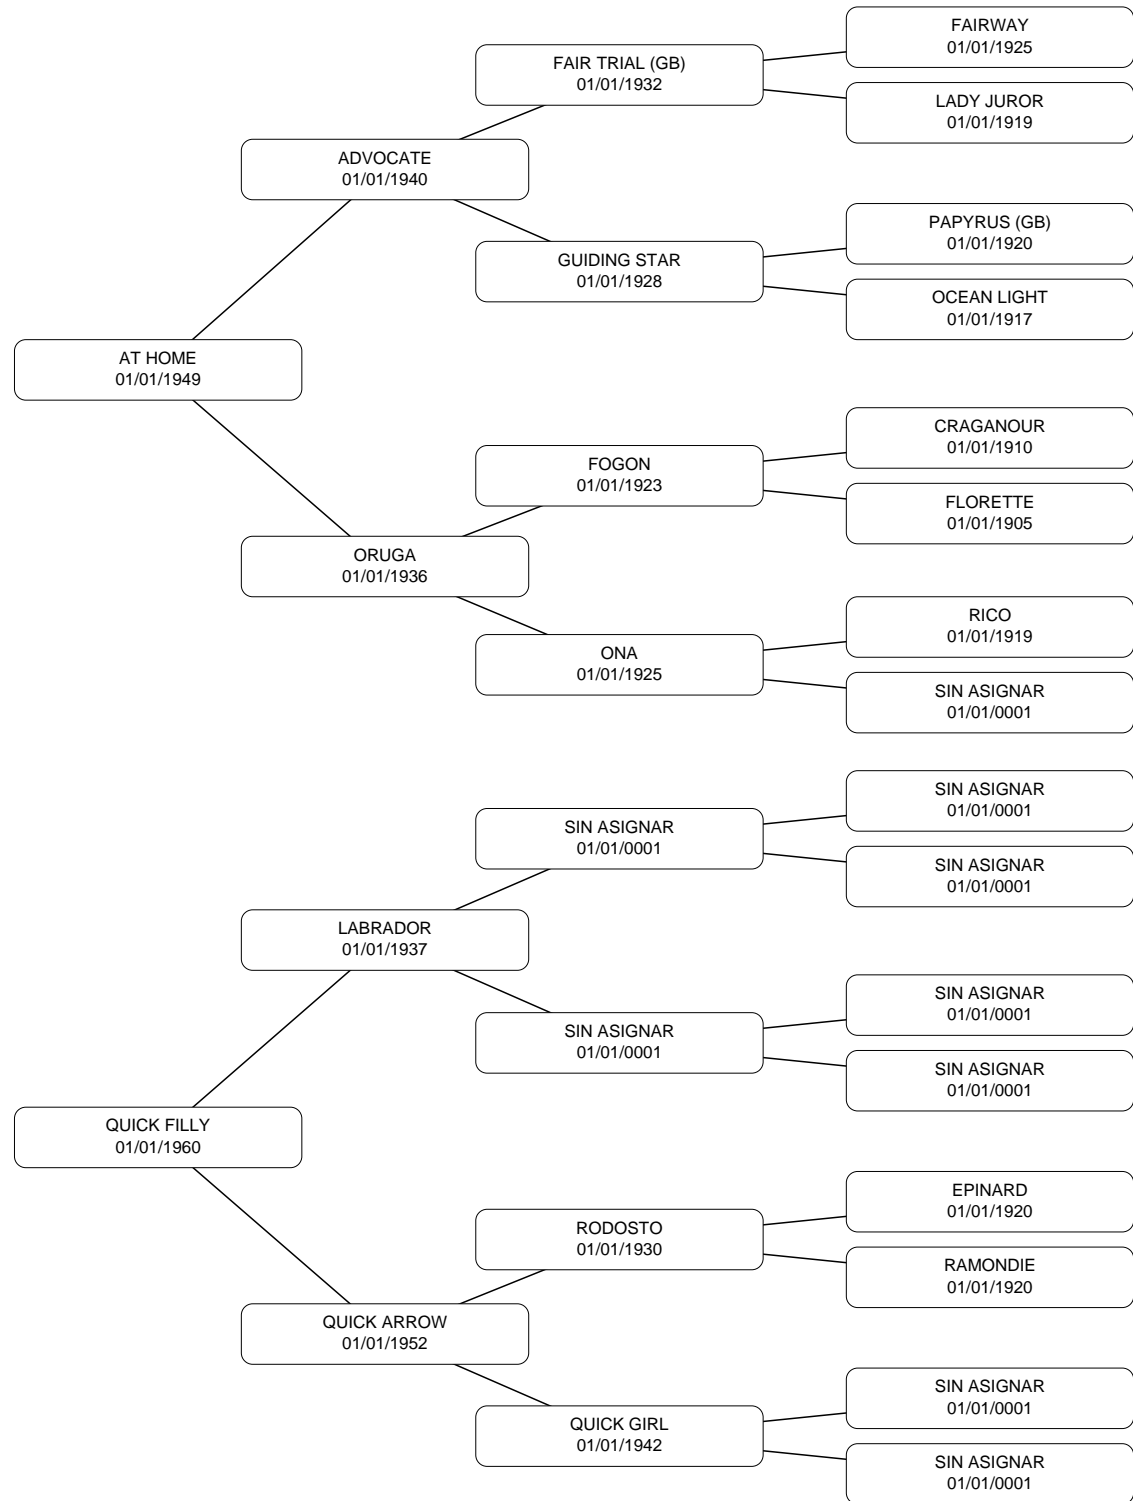 FAIRWAY
01/01/1925
FAIR TRIAL (GB)
01/01/1932
LADY JUROR
01/01/1919
ADVOCATE
01/01/1940
PAPYRUS (GB)
01/01/1920
GUIDING STAR
01/01/1928
OCEAN LIGHT
01/01/1917
AT HOME
01/01/1949
CRAGANOUR
01/01/1910
FOGON
01/01/1923
FLORETTE
01/01/1905
ORUGA
01/01/1936
RICO
01/01/1919
ONA
01/01/1925
SIN ASIGNAR
01/01/0001
SIN ASIGNAR
01/01/0001
SIN ASIGNAR
01/01/0001
SIN ASIGNAR
01/01/0001
LABRADOR
01/01/1937
SIN ASIGNAR
01/01/0001
SIN ASIGNAR
01/01/0001
SIN ASIGNAR
01/01/0001
QUICK FILLY
01/01/1960
EPINARD
01/01/1920
RODOSTO
01/01/1930
RAMONDIE
01/01/1920
QUICK ARROW
01/01/1952
SIN ASIGNAR
01/01/0001
QUICK GIRL
01/01/1942
SIN ASIGNAR
01/01/0001